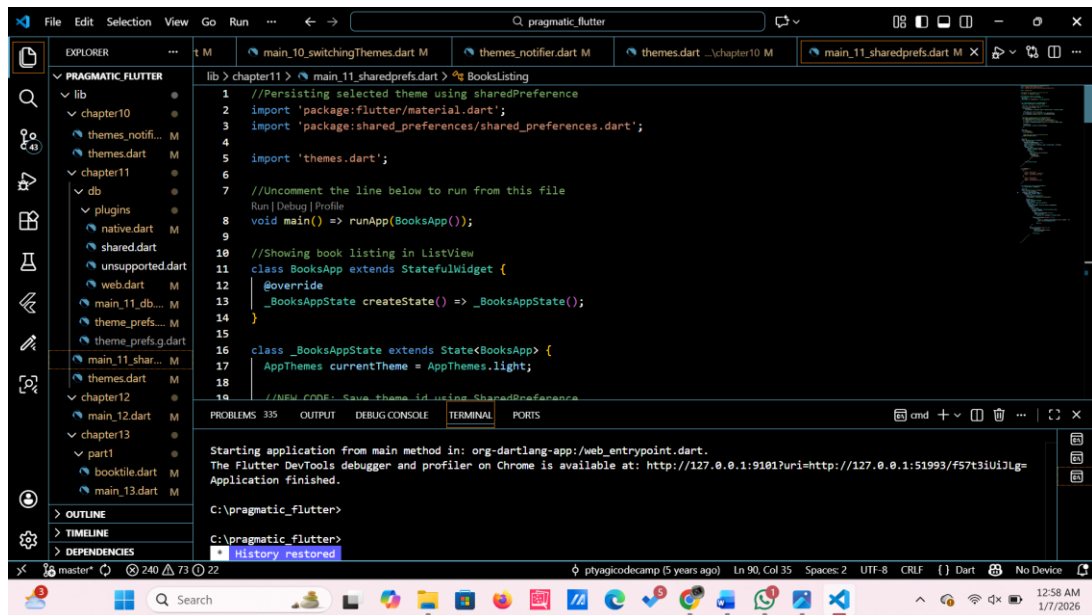 File Edit Selection View Go Run ··· pragmatic_flutter
EXPLORER ···
t M main_10_switchingThemes.dart M themes_notifier.dart M themes.dart ...\chapter10 M main_11_sharedprefs.dart M
PRAGMATIC_FLUTTER
lib > chapter11 > main_11_sharedprefs.dart > BooksListing
lib
chapter10
themes_notifi... M
themes.dart M
chapter11
db
plugins
native.dart M
shared.dart
unsupported.dart
web.dart M
main_11_db... M
theme_prefs.... M
theme_prefs.g.dart
main_11_shar... M
themes.dart M
chapter12
main_12.dart M
chapter13
part1
booktile.dart M
main_13.dart M
OUTLINE
TIMELINE
DEPENDENCIES
43
1 //Persisting selected theme using sharedPreference
2 import 'package:flutter/material.dart';
3 import 'package:shared_preferences/shared_preferences.dart';
4
5 import 'themes.dart';
6
7 //Uncomment the line below to run from this file
Run | Debug | Profile
8 void main() => runApp(BooksApp());
9
10 //Showing book listing in ListView
11 class BooksApp extends StatefulWidget {
12 @override
13 _BooksAppState createState() => _BooksAppState();
14 }
15
16 class _BooksAppState extends State<BooksApp> {
17 AppThemes currentTheme = AppThemes.light;
18
19 //NEW CODE: Save theme id using SharedPreference
PROBLEMS 335 OUTPUT DEBUG CONSOLE TERMINAL PORTS cmd
Starting application from main method in: org-dartlang-app:/web_entrypoint.dart.
The Flutter DevTools debugger and profiler on Chrome is available at: http://127.0.0.1:9101?uri=http://127.0.0.1:51993/f57t3iUiJLg=
Application finished.
C:\pragmatic_flutter>
C:\pragmatic_flutter>
* History restored
master* 240 73 22 ptyagicodecamp (5 years ago) Ln 90, Col 35 Spaces: 2 UTF-8 CRLF {} Dart No Device
Search
12:58 AM
1/7/2026